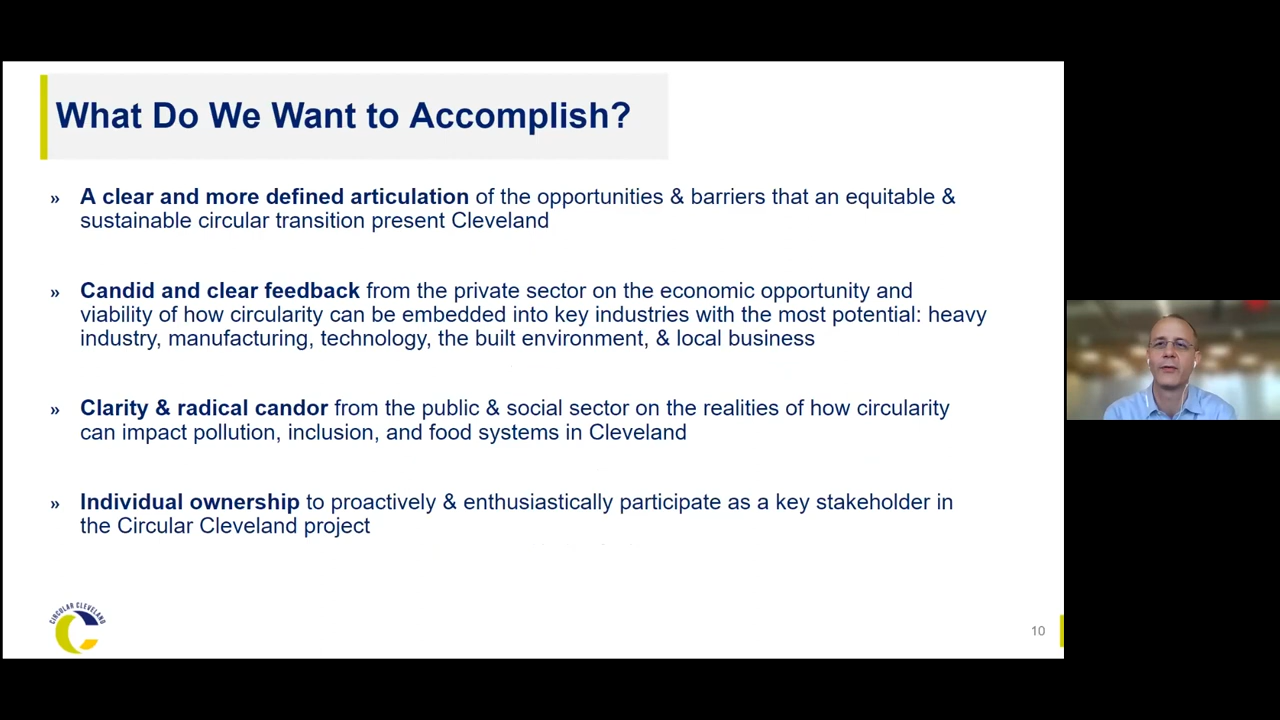 What Do We Want to Accomplish?
» A clear and more defined articulation of the opportunities & barriers that an equitable &
sustainable circular transition present Cleveland
» Candid and clear feedback from the private sector on the economic opportunity and
viability of how circularity can be embedded into key industries with the most potential: heavy
industry, manufacturing, technology, the built environment, & local business
» Clarity & radical candor from the public & social sector on the realities of how circularity
can impact pollution, inclusion, and food systems in Cleveland
» Individual ownership to proactively & enthusiastically participate as a key stakeholder in
the Circular Cleveland project
CIRCULAR CLEVELAND
10